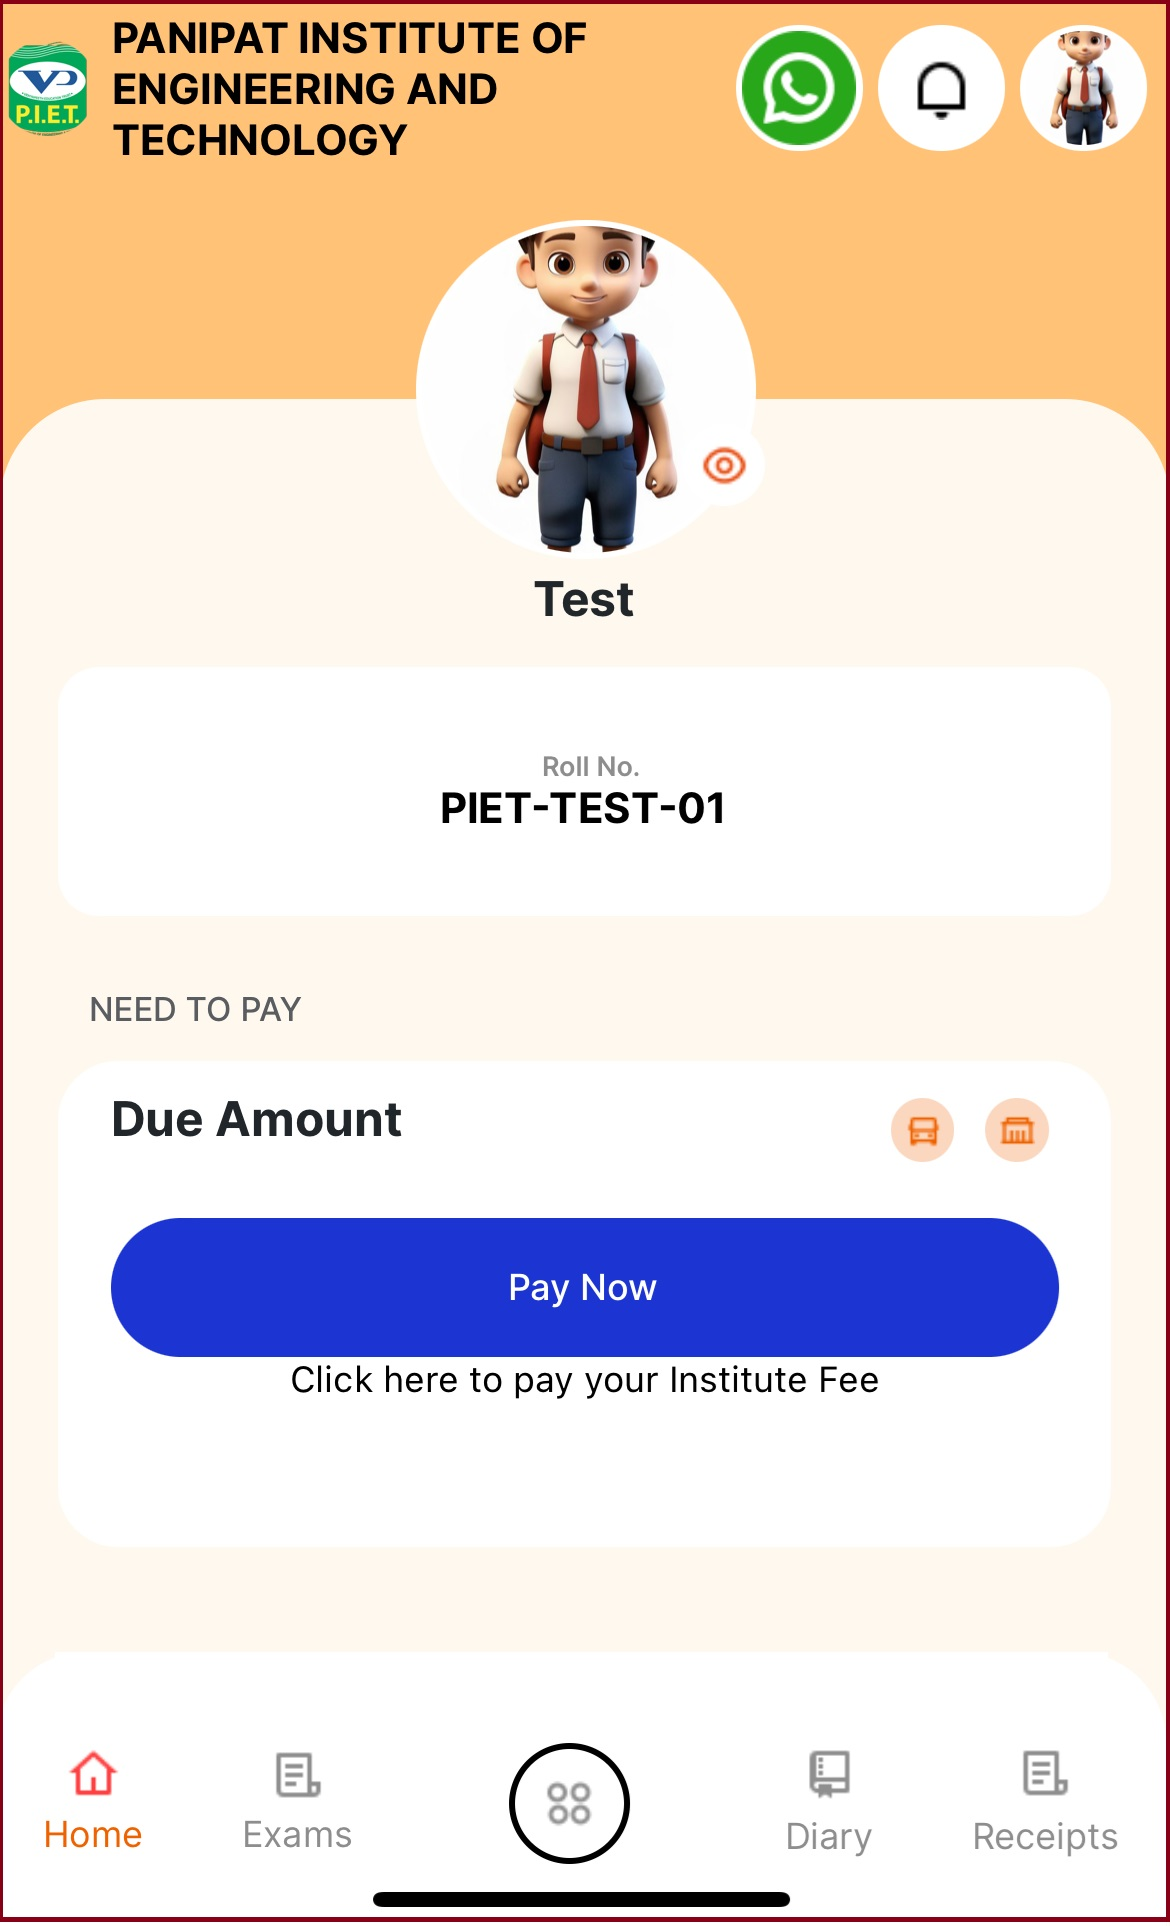 PANIPAT INSTITUTE OF
ENGINEERING AND
TECHNOLOGY
P.I.E.T.
Test
Roll No.
PIET-TEST-01
NEED TO PAY
Due Amount
Pay Now
Click here to pay your Institute Fee
Home
Exams
Diary
Receipts